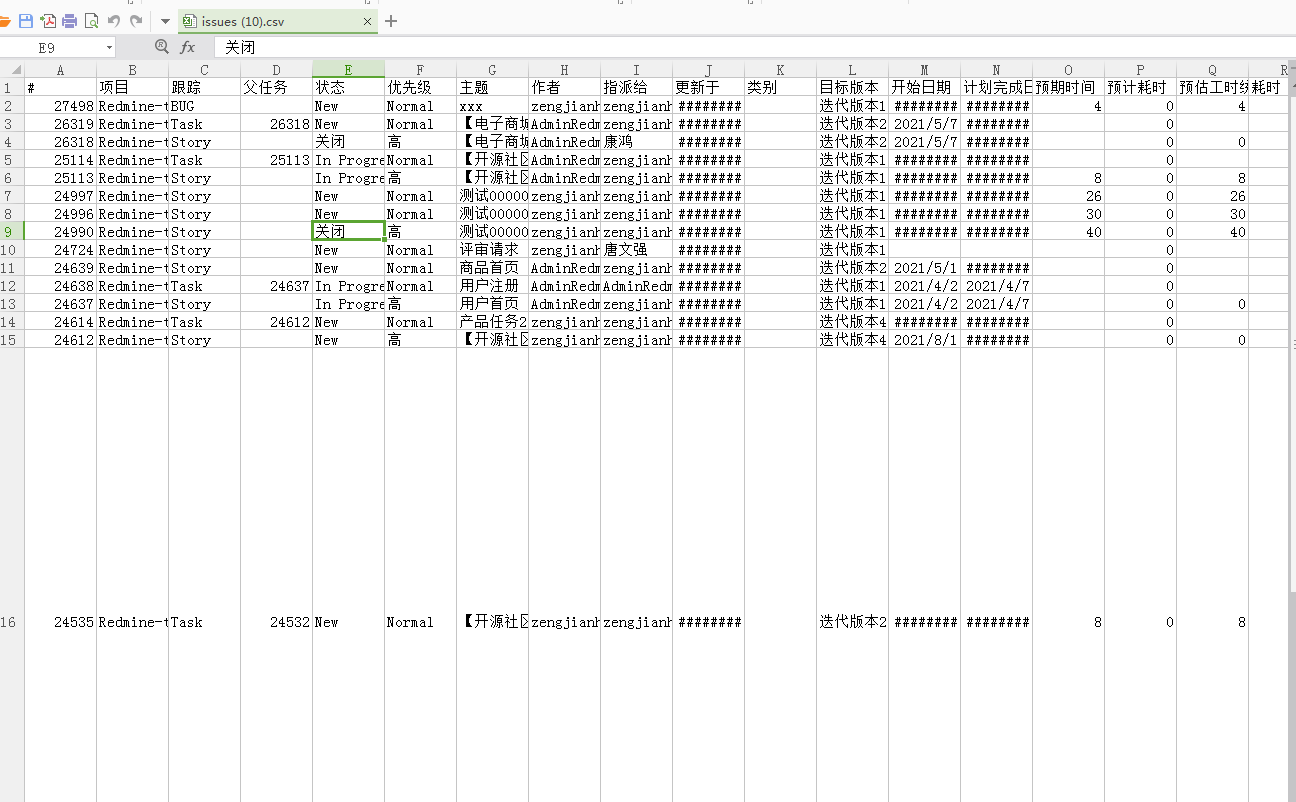 issues (10).csv
E9 fx 关闭
A B C D E F G H I J K L M N O P Q R
1 # 项目 跟踪 父任务 状态 优先级 主题 作者 指派给 更新于 类别 目标版本 开始日期 计划完成日 预期时间 预计耗时 预估工时 耗时
2 27498 Redmine-t BUG New Normal xxx zengjianh zengjianh ######## 迭代版本1 ######## ######## 4 0 4
3 26319 Redmine-t Task 26318 New Normal 【电子商城 AdminRedm zengjianh ######## 迭代版本2 2021/5/7 ######## 0
4 26318 Redmine-t Story 关闭 高 【电子商城 AdminRedm 康鸿 ######## 迭代版本2 2021/5/7 ######## 0 0
5 25114 Redmine-t Task 25113 In Progre Normal 【开源社 AdminRedm zengjianh ######## 迭代版本1 ######## ######## 0
6 25113 Redmine-t Story In Progre 高 【开源社 AdminRedm zengjianh ######## 迭代版本1 ######## ######## 8 0 8
7 24997 Redmine-t Story New Normal 测试00000 zengjianh zengjianh ######## 迭代版本1 ######## ######## 26 0 26
8 24996 Redmine-t Story New Normal 测试00000 zengjianh zengjianh ######## 迭代版本1 ######## ######## 30 0 30
9 24990 Redmine-t Story 关闭 高 测试00000 zengjianh zengjianh ######## 迭代版本1 ######## ######## 40 0 40
10 24724 Redmine-t Story New Normal 评审请求 zengjianh 唐文强 ######## 迭代版本1 0
11 24639 Redmine-t Story New Normal 商品首页 AdminRedm zengjianh ######## 迭代版本2 2021/5/1 ######## 0
12 24638 Redmine-t Task 24637 In Progre Normal 用户注册 AdminRedm AdminRedm ######## 迭代版本1 2021/4/2 2021/4/7 0
13 24637 Redmine-t Story In Progre 高 用户首页 AdminRedm zengjianh ######## 迭代版本1 2021/4/2 2021/4/7 0 0
14 24614 Redmine-t Task 24612 New Normal 产品任务2 zengjianh zengjianh ######## 迭代版本4 ######## ######## 0
15 24612 Redmine-t Story New 高 【开源社 zengjianh zengjianh ######## 迭代版本4 2021/8/1 ######## 0 0
16 24535 Redmine-t Task 24532 New Normal 【开源社 zengjianh zengjianh ######## 迭代版本2 ######## ######## 8 0 8